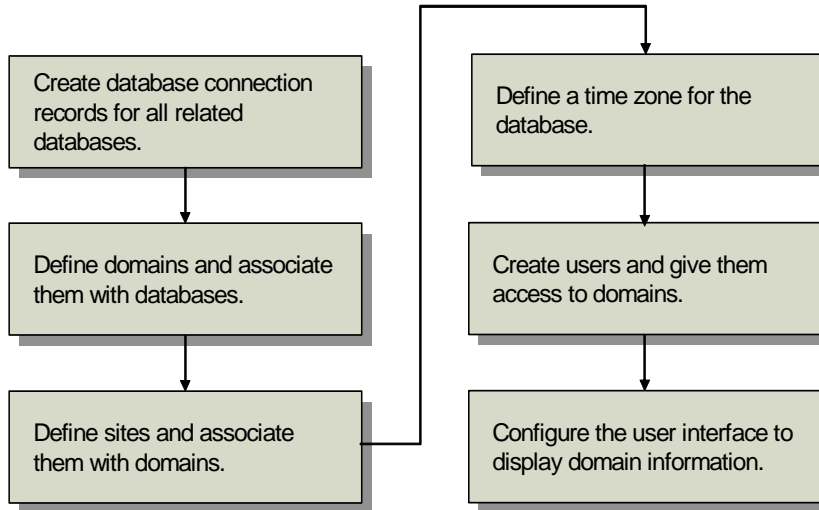 Create database connection
records for all related
databases.
Define domains and associate
them with databases.
Define sites and associate
them with domains.
Define a time zone for the
database.
Create users and give them
access to domains.
Configure the user interface to
display domain information.